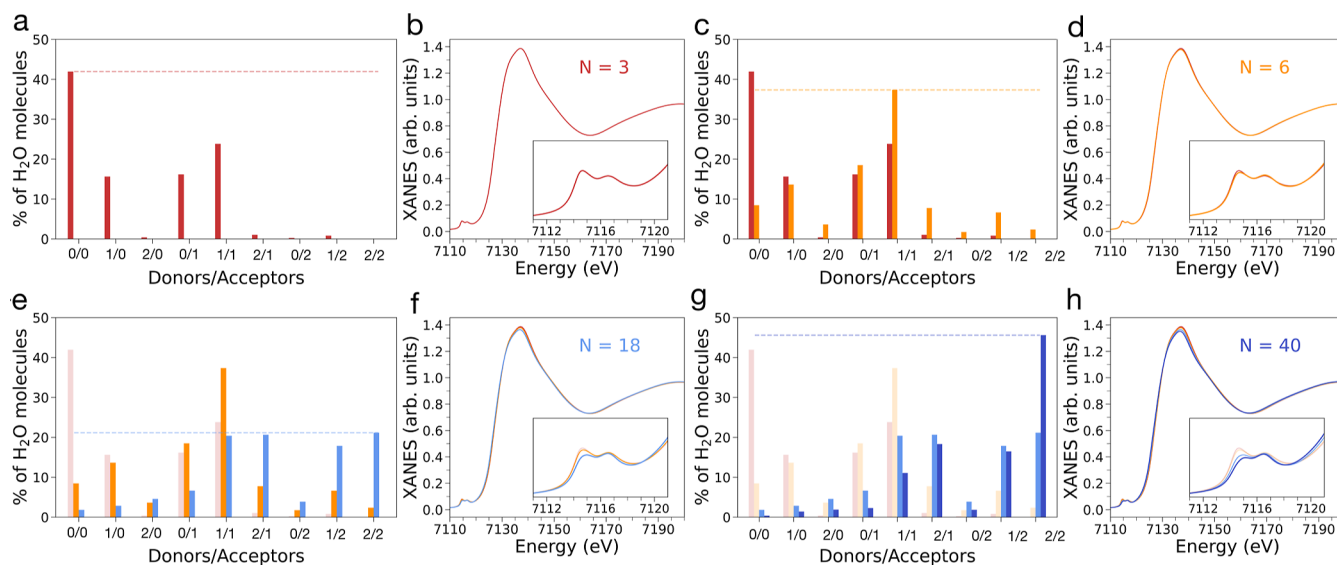 a
50
40
30
20
10
0
% of H2O molecules
0/0 1/0 2/0 0/1 1/1 2/1 0/2 1/2 2/2
Donors/Acceptors
b
1.4
1.2
1.0
0.8
0.6
0.4
0.2
0.0
XANES (arb. units)
N = 3
7112 7116 7120
7110 7130 7150 7170 7190
Energy (eV)
c
50
40
30
20
10
0
% of H2O molecules
0/0 1/0 2/0 0/1 1/1 2/1 0/2 1/2 2/2
Donors/Acceptors
d
1.4
1.2
1.0
0.8
0.6
0.4
0.2
0.0
XANES (arb. units)
N = 6
7112 7116 7120
7110 7130 7150 7170 7190
Energy (eV)
e
50
40
30
20
10
0
% of H2O molecules
0/0 1/0 2/0 0/1 1/1 2/1 0/2 1/2 2/2
Donors/Acceptors
f
1.4
1.2
1.0
0.8
0.6
0.4
0.2
0.0
XANES (arb. units)
N = 18
7112 7116 7120
7110 7130 7150 7170 7190
Energy (eV)
g
50
40
30
20
10
0
% of H2O molecules
0/0 1/0 2/0 0/1 1/1 2/1 0/2 1/2 2/2
Donors/Acceptors
h
1.4
1.2
1.0
0.8
0.6
0.4
0.2
0.0
XANES (arb. units)
N = 40
7112 7116 7120
7110 7130 7150 7170 7190
Energy (eV)